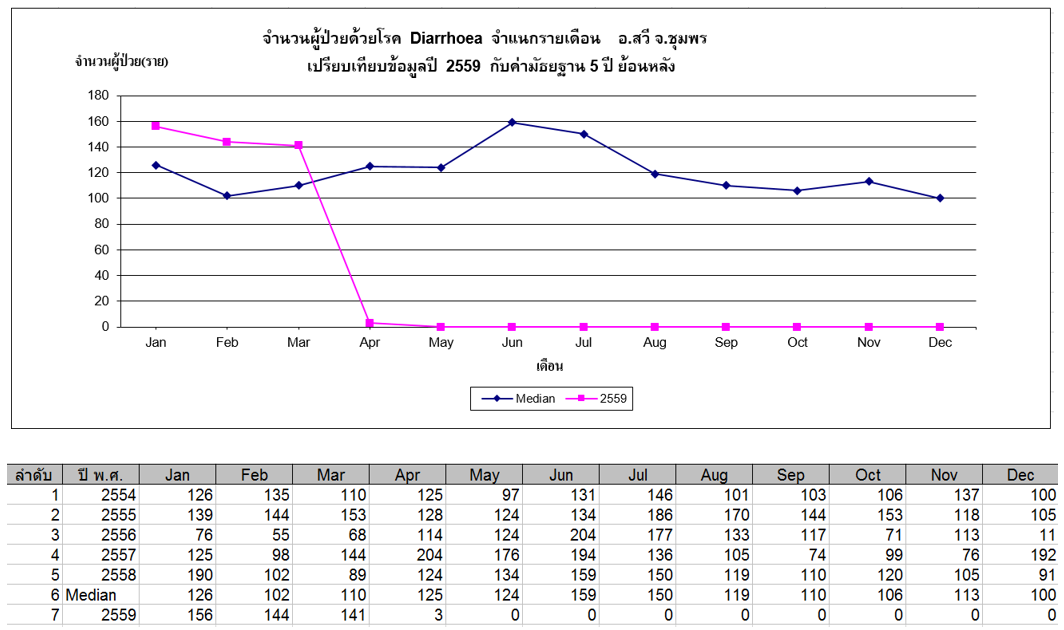 จำนวนผู้ป่วยด้วยโรค Diarrhoea จำแนกรายเดือน อ.สวี จ.ชุมพร
เปรียบเทียบข้อมูลปี 2559 กับค่ามัธยฐาน 5 ปี ย้อนหลัง
จำนวนผู้ป่วย(ราย)
180
160
140
120
100
80
60
40
20
0
Jan Feb Mar Apr May Jun Jul Aug Sep Oct Nov Dec
เดือน
Median 2559
ลำดับ ปี พ.ศ. Jan Feb Mar Apr May Jun Jul Aug Sep Oct Nov Dec
1 2554 126 135 110 125 97 131 146 101 103 106 137 100
2 2555 139 144 153 128 124 134 186 170 144 153 118 105
3 2556 76 55 68 114 124 204 177 133 117 71 113 11
4 2557 125 98 144 204 176 194 136 105 74 99 76 192
5 2558 190 102 89 124 134 159 150 119 110 120 105 91
6 Median 126 102 110 125 124 159 150 119 110 106 113 100
7 2559 156 144 141 3 0 0 0 0 0 0 0 0